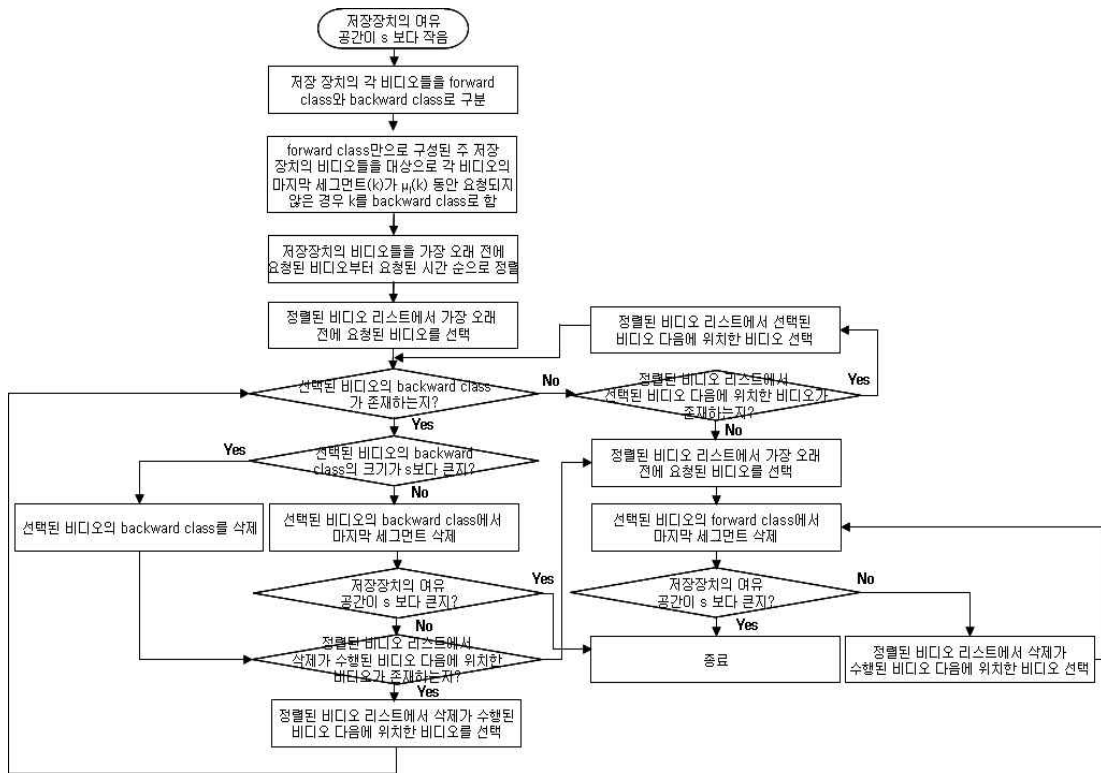 저장장치의 여유
공간이 s 보다 작음
저장 장치의 각 비디오들을 forward
class와 backward class로 구분
forward class만으로 구성된 주 저장
장치의 비디오들을 대상으로 각 비디오의
마지막 세그먼트(k)가 μᵢ(k) 동안 요청되지
않은 경우 k를 backward class로 함
저장장치의 비디오들을 가장 오래 전에
요청된 비디오부터 요청된 시간 순으로 정렬
정렬된 비디오 리스트에서 가장 오래
전에 요청된 비디오를 선택
정렬된 비디오 리스트에서 선택된
비디오 다음에 위치한 비디오 선택
선택된 비디오의 backward class
가 존재하는지?
No
정렬된 비디오 리스트에서
선택된 비디오 다음에 위치한 비디오가
존재하는지?
Yes
Yes
No
Yes
선택된 비디오의 backward
class의 크기가 s보다 큰지?
정렬된 비디오 리스트에서 가장 오래
전에 요청된 비디오를 선택
No
선택된 비디오의 backward class를 삭제
선택된 비디오의 backward class에서
마지막 세그먼트 삭제
선택된 비디오의 forward class에서
마지막 세그먼트 삭제
저장장치의 여유
공간이 s 보다 큰지?
Yes
저장장치의 여유
공간이 s 보다 큰지?
No
No
Yes
정렬된 비디오 리스트에서
삭제가 수행된 비디오 다음에 위치한
비디오가 존재하는지?
종료
정렬된 비디오 리스트에서 삭제가
수행된 비디오 다음에 위치한 비디오 선택
Yes
정렬된 비디오 리스트에서 삭제가 수행된
비디오 다음에 위치한 비디오를 선택